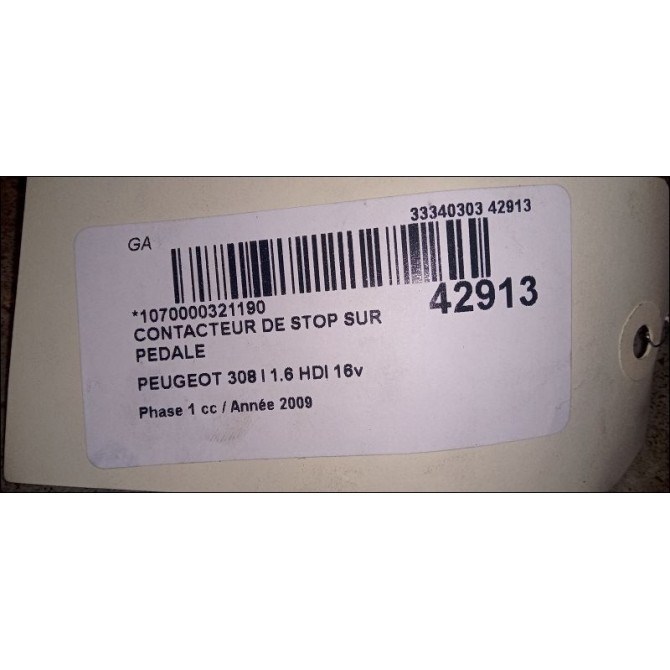 GA
33340303 42913
*1070000321190
42913
CONTACTEUR DE STOP SUR
PEDALE
PEUGEOT 308 I 1.6 HDI 16v
Phase 1 cc / Année 2009